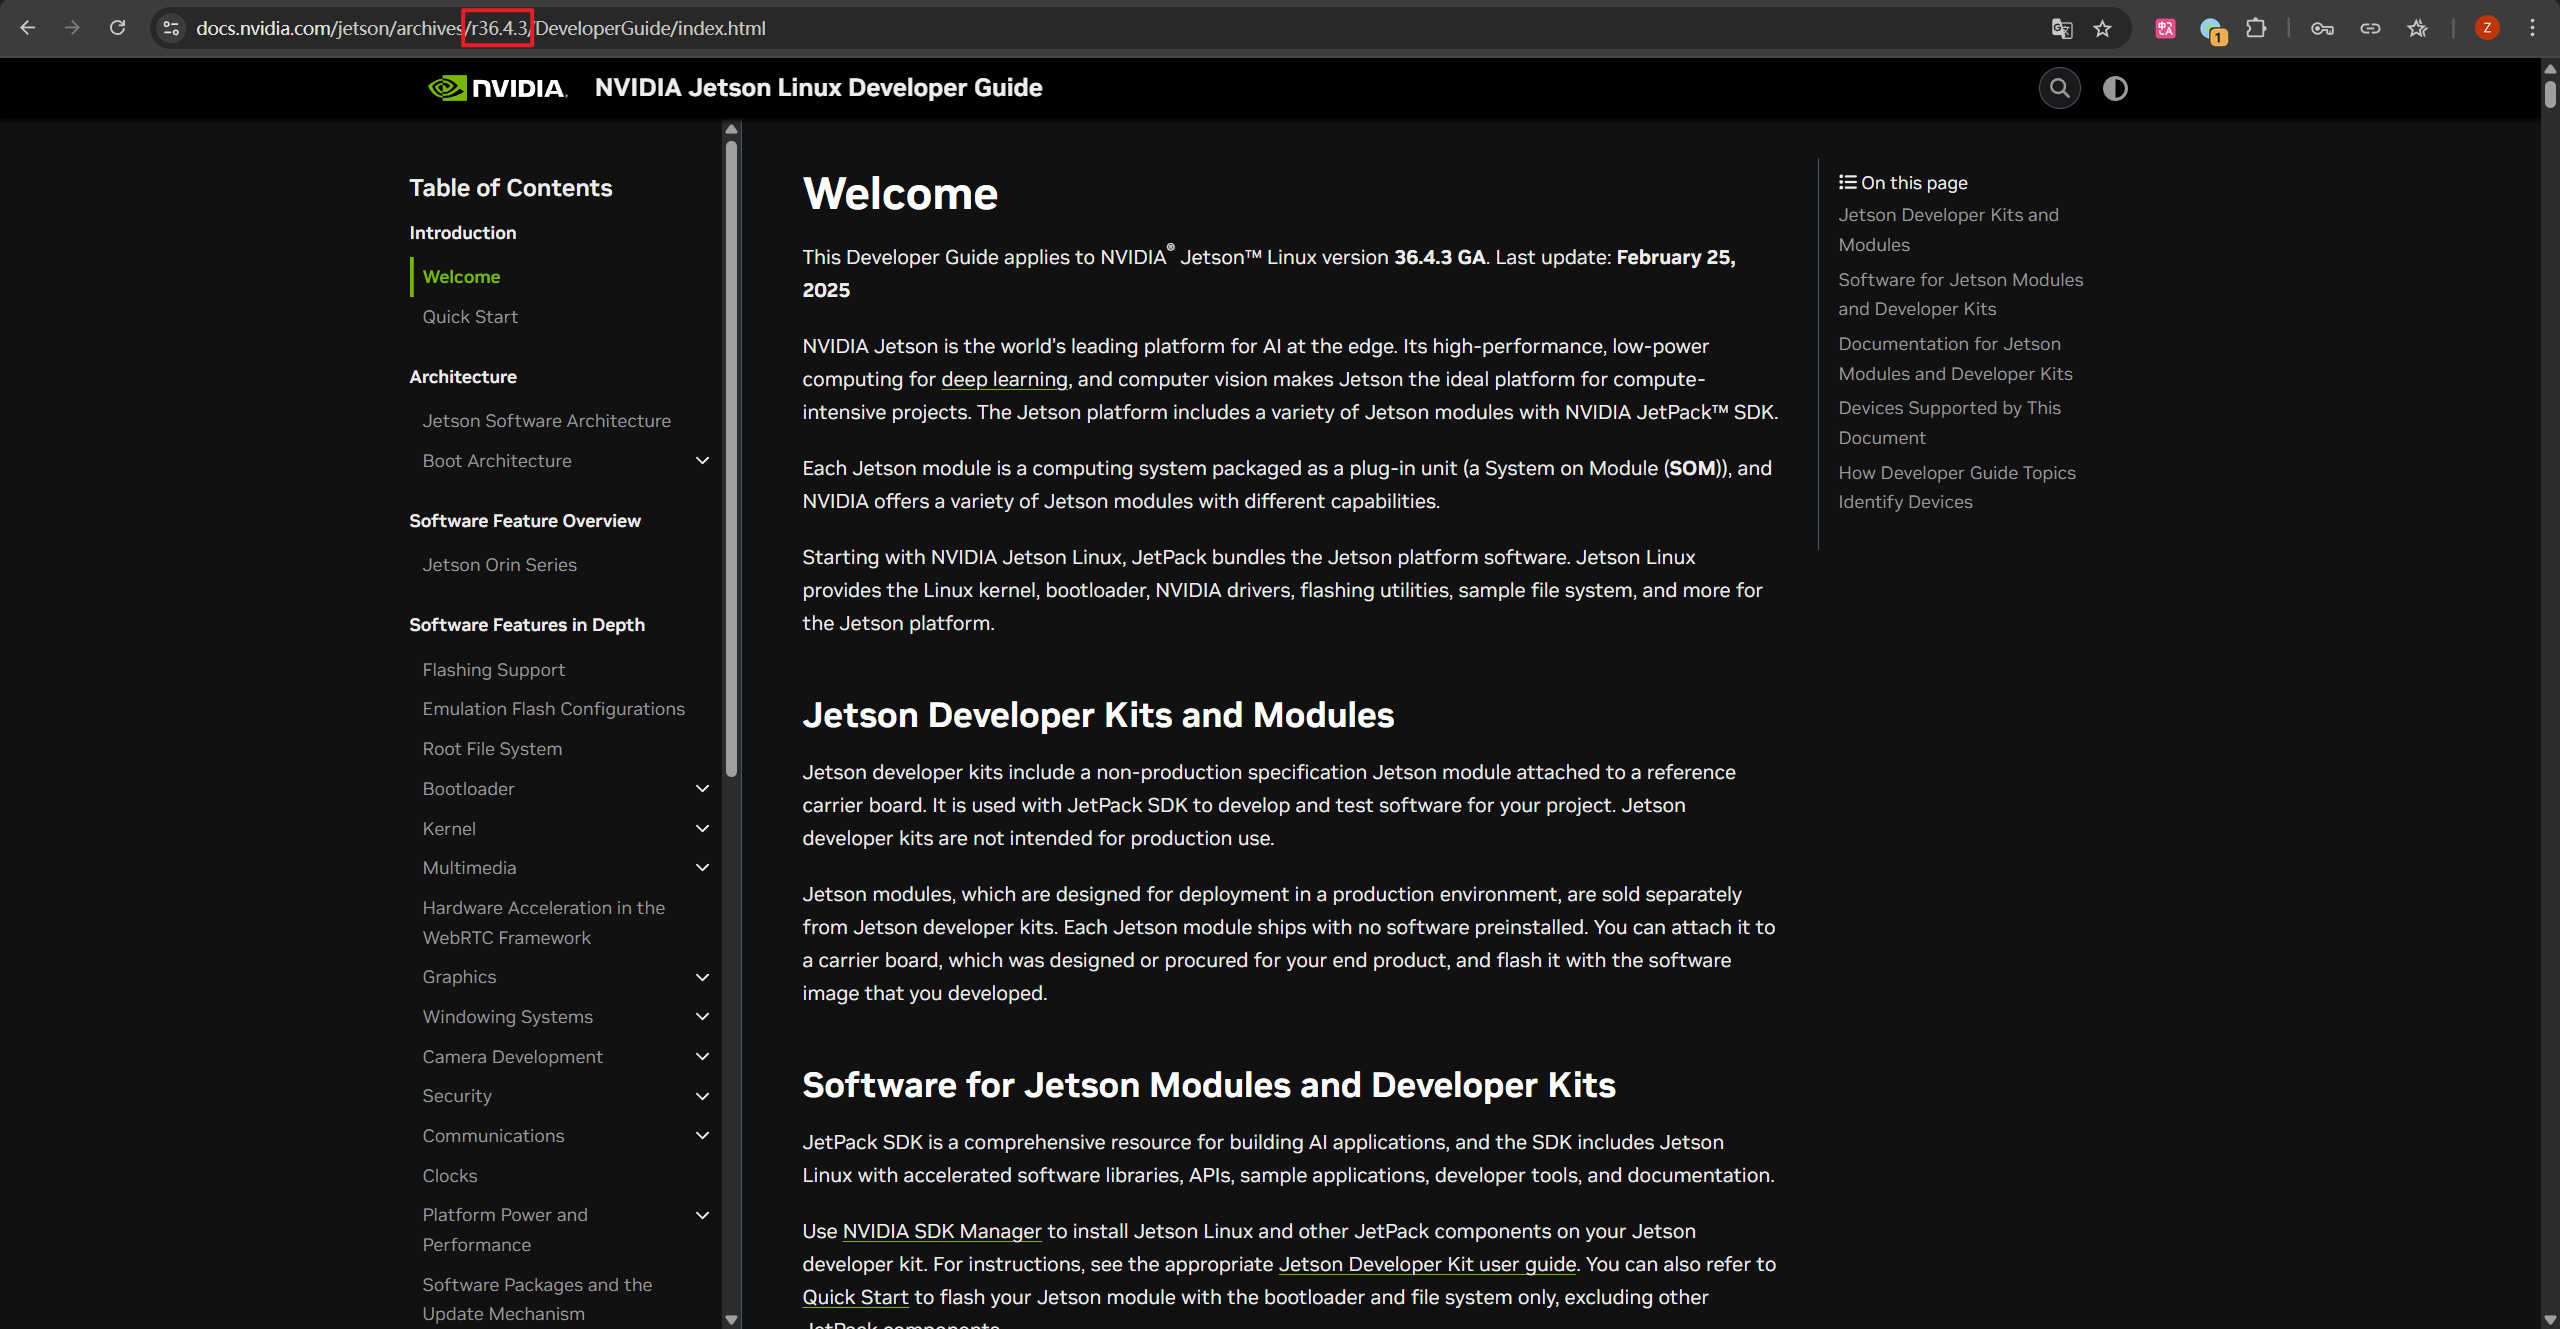 docs.nvidia.com/jetson/archives/r36.4.3/DeveloperGuide/index.html
1
Z
NVIDIA.
NVIDIA Jetson Linux Developer Guide
Table of Contents
Introduction
Welcome
Quick Start
Architecture
Jetson Software Architecture
Boot Architecture
Software Feature Overview
Jetson Orin Series
Software Features in Depth
Flashing Support
Emulation Flash Configurations
Root File System
Bootloader
Kernel
Multimedia
Hardware Acceleration in the
WebRTC Framework
Graphics
Windowing Systems
Camera Development
Security
Communications
Clocks
Platform Power and
Performance
Software Packages and the
Update Mechanism
Welcome
This Developer Guide applies to NVIDIA® Jetson™ Linux version 36.4.3 GA. Last update: February 25,
2025
NVIDIA Jetson is the world’s leading platform for AI at the edge. Its high-performance, low-power
computing for deep learning, and computer vision makes Jetson the ideal platform for compute-
intensive projects. The Jetson platform includes a variety of Jetson modules with NVIDIA JetPack™ SDK.
Each Jetson module is a computing system packaged as a plug-in unit (a System on Module (SOM)), and
NVIDIA offers a variety of Jetson modules with different capabilities.
Starting with NVIDIA Jetson Linux, JetPack bundles the Jetson platform software. Jetson Linux
provides the Linux kernel, bootloader, NVIDIA drivers, flashing utilities, sample file system, and more for
the Jetson platform.
Jetson Developer Kits and Modules
Jetson developer kits include a non-production specification Jetson module attached to a reference
carrier board. It is used with JetPack SDK to develop and test software for your project. Jetson
developer kits are not intended for production use.
Jetson modules, which are designed for deployment in a production environment, are sold separately
from Jetson developer kits. Each Jetson module ships with no software preinstalled. You can attach it to
a carrier board, which was designed or procured for your end product, and flash it with the software
image that you developed.
Software for Jetson Modules and Developer Kits
JetPack SDK is a comprehensive resource for building AI applications, and the SDK includes Jetson
Linux with accelerated software libraries, APIs, sample applications, developer tools, and documentation.
Use NVIDIA SDK Manager to install Jetson Linux and other JetPack components on your Jetson
developer kit. For instructions, see the appropriate Jetson Developer Kit user guide. You can also refer to
Quick Start to flash your Jetson module with the bootloader and file system only, excluding other
JetPack components.
On this page
Jetson Developer Kits and
Modules
Software for Jetson Modules
and Developer Kits
Documentation for Jetson
Modules and Developer Kits
Devices Supported by This
Document
How Developer Guide Topics
Identify Devices